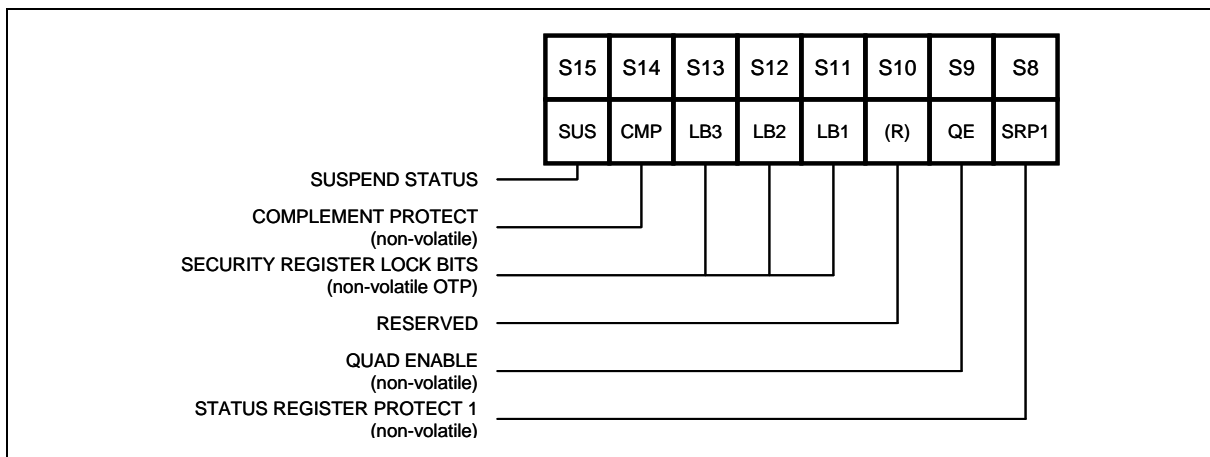 S15 S14 S13 S12 S11 S10 S9 S8
SUS CMP LB3 LB2 LB1 (R) QE SRP1
SUSPEND STATUS
COMPLEMENT PROTECT
(non-volatile)
SECURITY REGISTER LOCK BITS
(non-volatile OTP)
RESERVED
QUAD ENABLE
(non-volatile)
STATUS REGISTER PROTECT 1
(non-volatile)